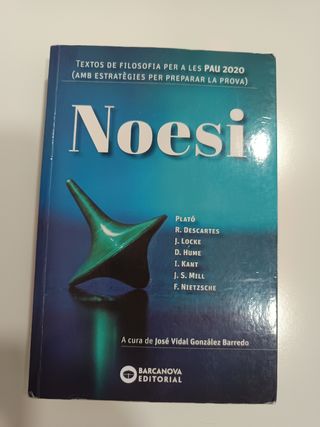 Textos de filosofia per a les PAU 2020
(amb estratègies per preparar la prova)
Noesi
Plató
R. Descartes
J. Locke
D. Hume
I. Kant
J. S. Mill
F. Nietzsche
A cura de José Vidal González Barredo
BARCANOVA
EDITORIAL